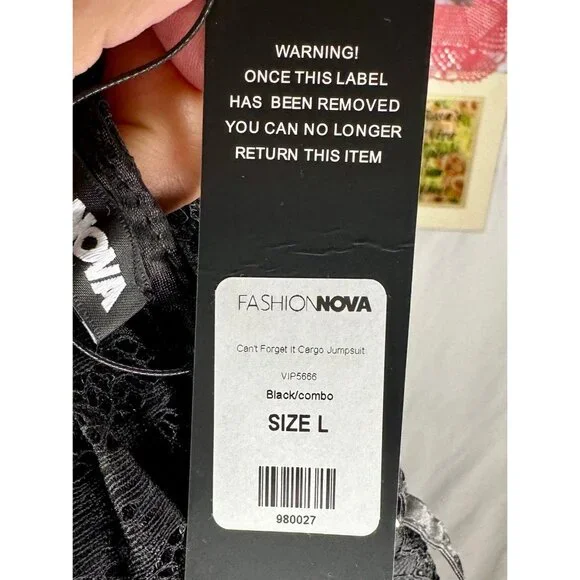 WARNING!
ONCE THIS LABEL
HAS BEEN REMOVED
YOU CAN NO LONGER
RETURN THIS ITEM
NOVA
FASHIONNOVA
Can't Forget It Cargo Jumpsuit
VIP5666
Black/combo
SIZE L
980027